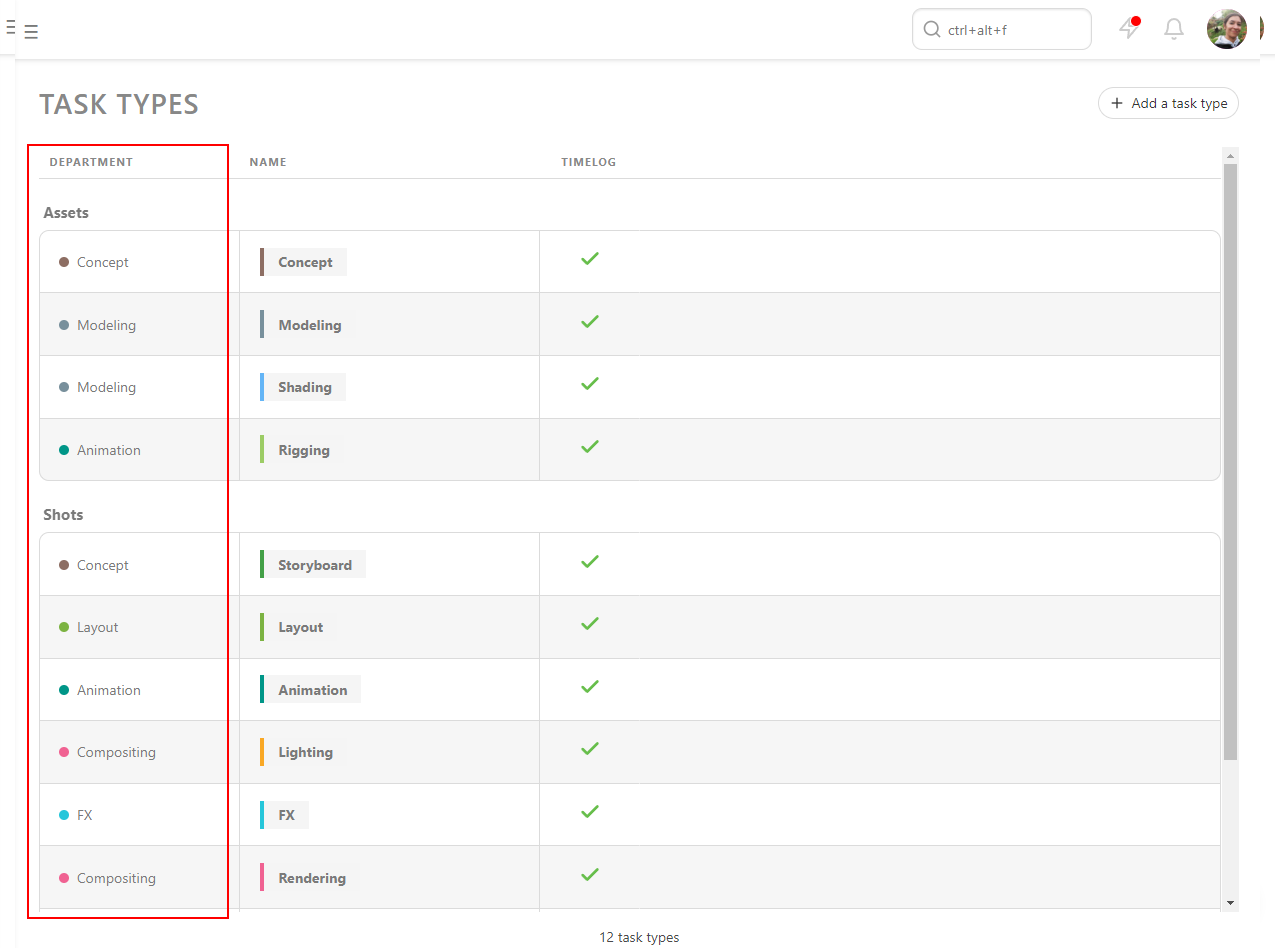 ctrl+alt+f
TASK TYPES
Add a task type
DEPARTMENT NAME TIMELOG
Assets
Concept Concept
Modeling Modeling
Modeling Shading
Animation Rigging
Shots
Concept Storyboard
Layout Layout
Animation Animation
Compositing Lighting
FX FX
Compositing Rendering
12 task types